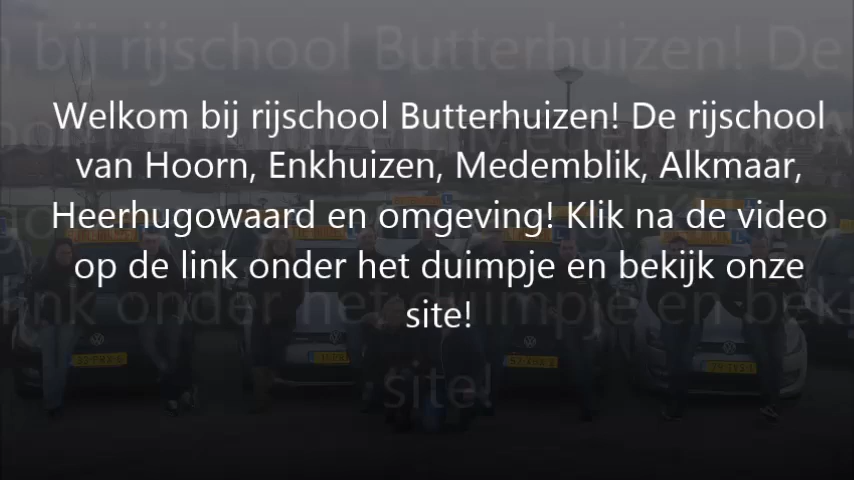 Welkom bij rijschool Butterhuizen! De rijschool
van Hoorn, Enkhuizen, Medemblik, Alkmaar,
Heerhugowaard en omgeving! Klik na de video
op de link onder het duimpje en bekijk onze
site!